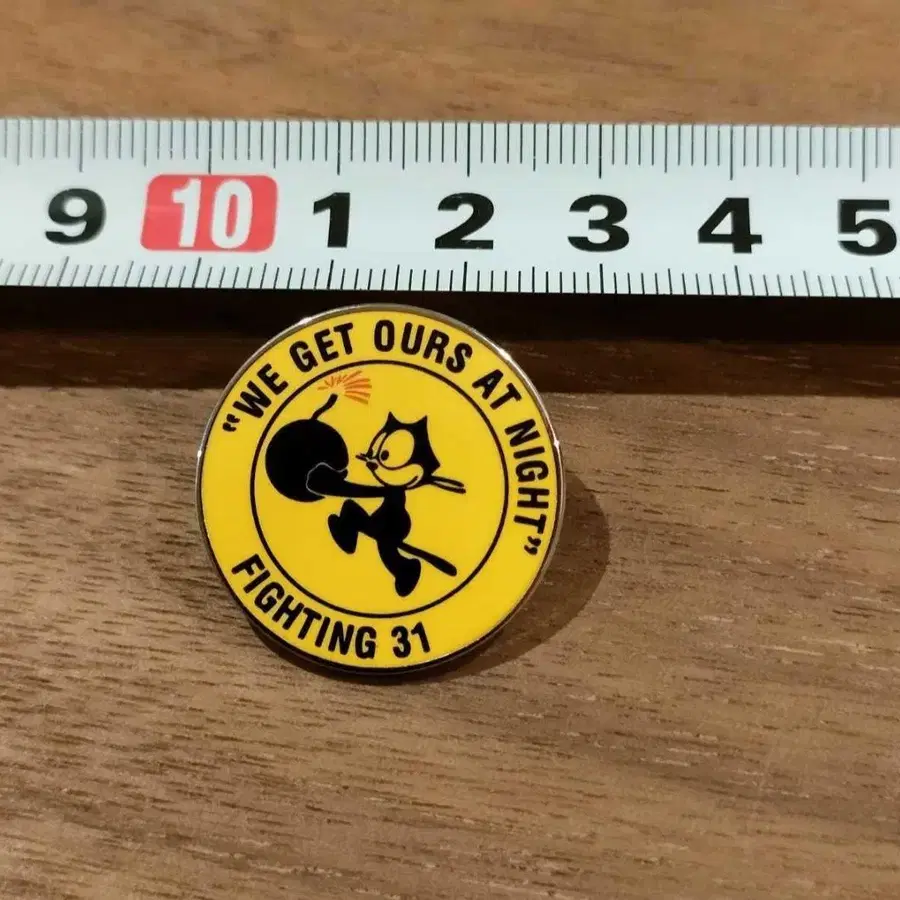 9 10 1 2 3 4 5
"WE GET OURS AT NIGHT"
FIGHTING 31